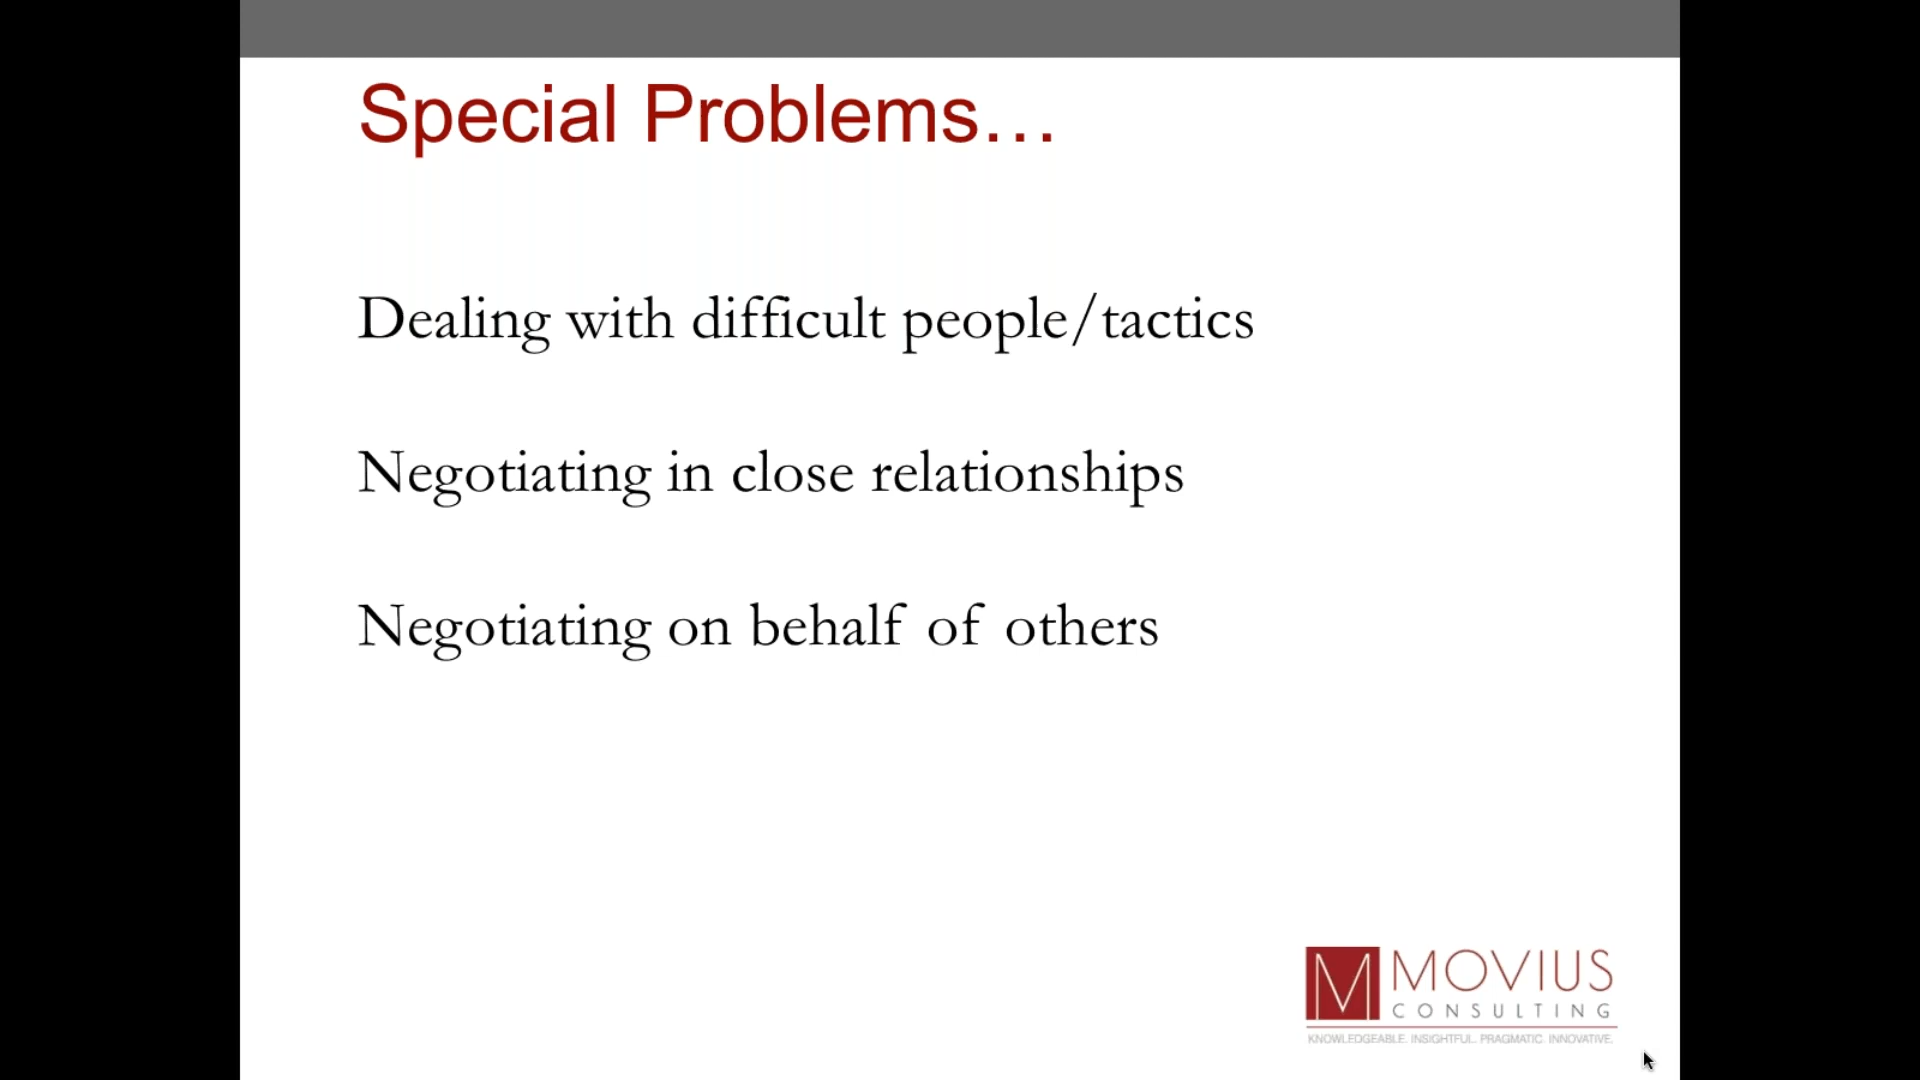 Special Problems…
Dealing with difficult people/tactics
Negotiating in close relationships
Negotiating on behalf of others
M MOVIUS
CONSULTING
KNOWLEDGEABLE. INSIGHTFUL. PRAGMATIC. INNOVATIVE.